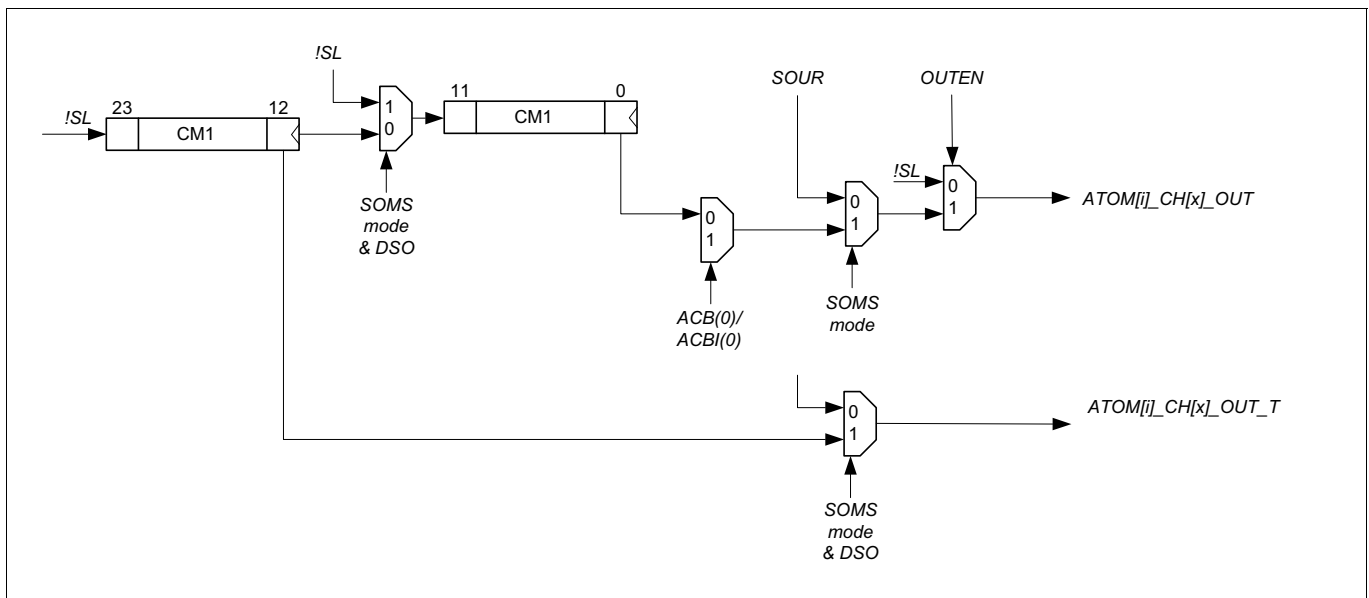 !SL
SOUR
OUTEN
!SL
23
12
CM1
1
0
11
0
CM1
SOMS
mode
& DSO
!SL
0
1
ATOM[i]_CH[x]_OUT
0
1
0
1
ACB(0)/
ACBI(0)
SOMS
mode
0
1
ATOM[i]_CH[x]_OUT_T
SOMS
mode
& DSO